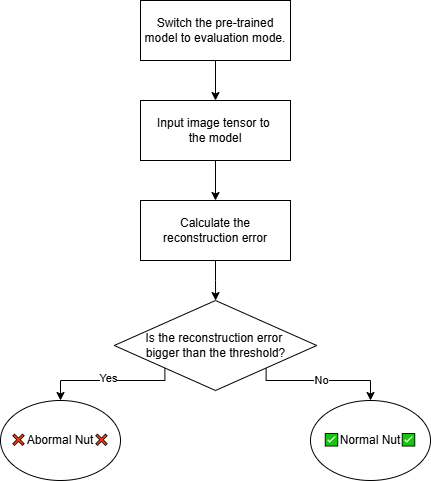 Switch the pre-trained
model to evaluation mode.
Input image tensor to
the model
Calculate the
reconstruction error
Is the reconstruction error
bigger than the threshold?
Yes
No
❌ Abormal Nut ❌
✅ Normal Nut ✅